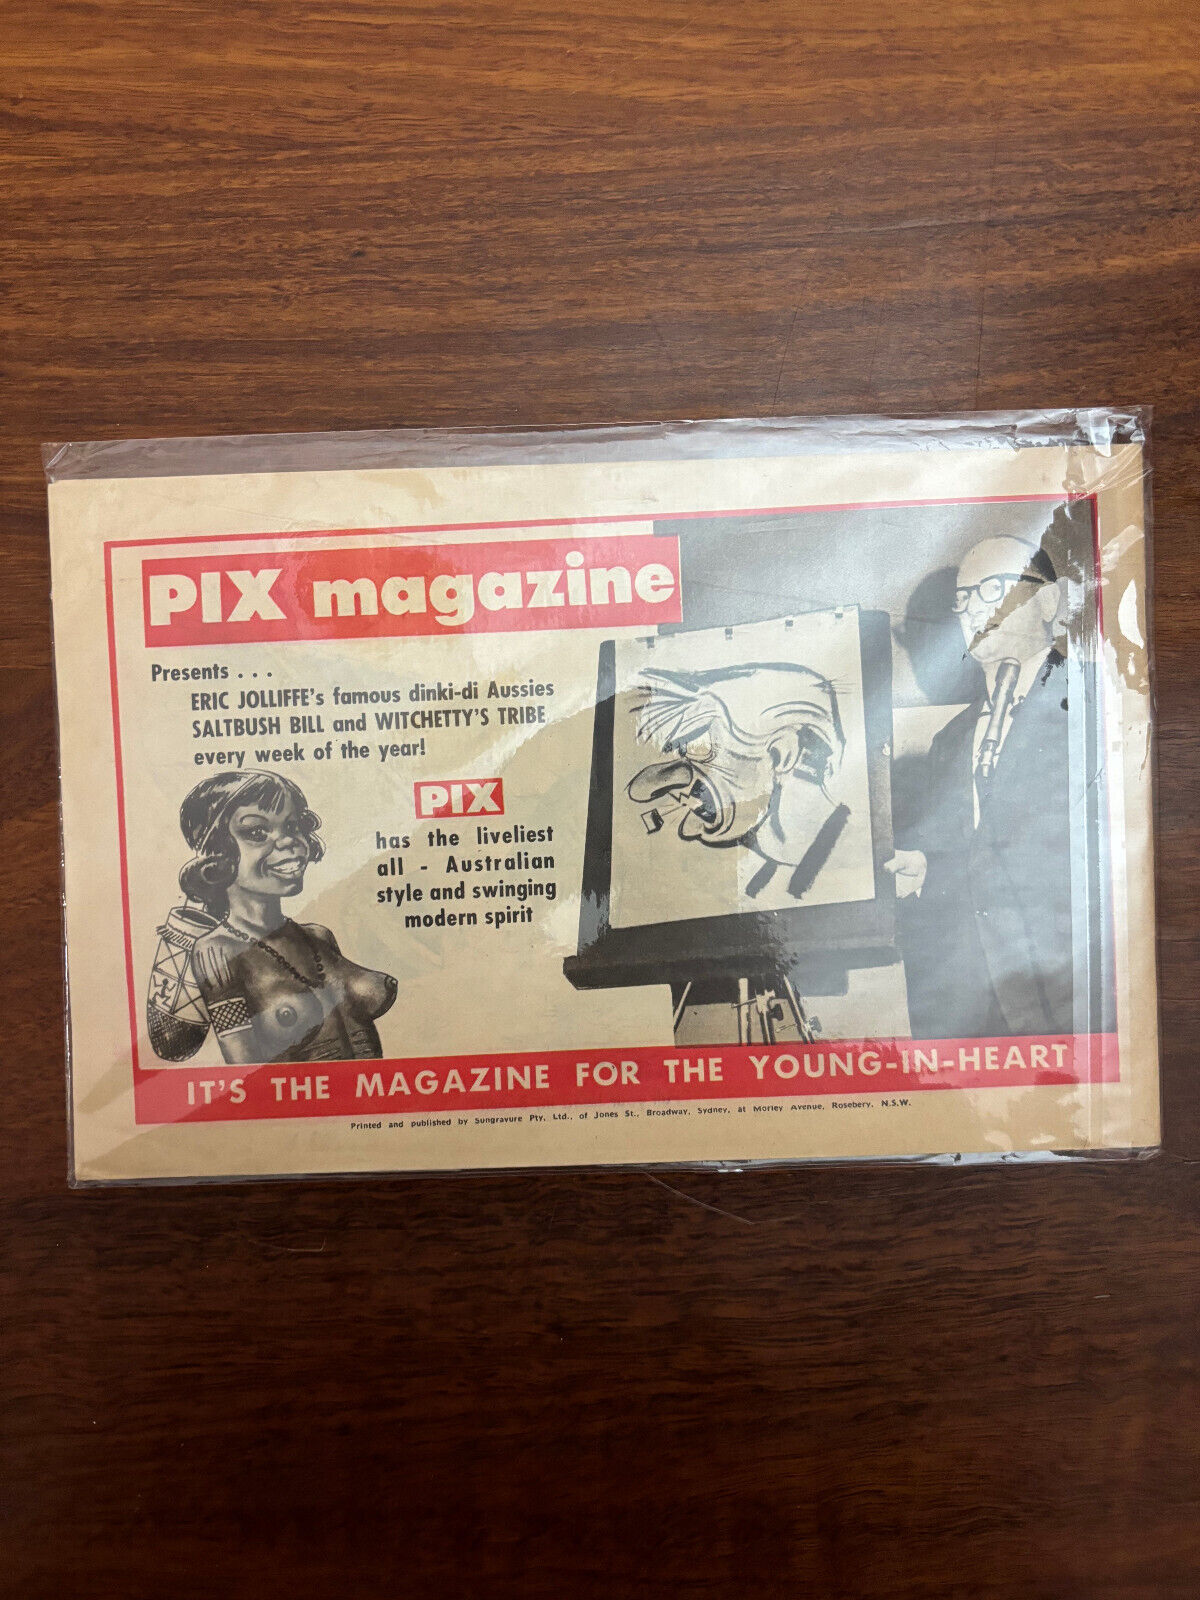 PIX magazine
Presents . . .
ERIC JOLLIFFE's famous dinki-di Aussies
SALTBUSH BILL and WITCHETTY'S TRIBE
every week of the year!
PIX
has the liveliest
all - Australian
style and swinging
modern spirit
IT'S THE MAGAZINE FOR THE YOUNG-IN-HEART
Printed and published by Sungravure Pty. Ltd., of Jones St., Broadway, Sydney, at Morley Avenue, Rosebery, N.S.W.